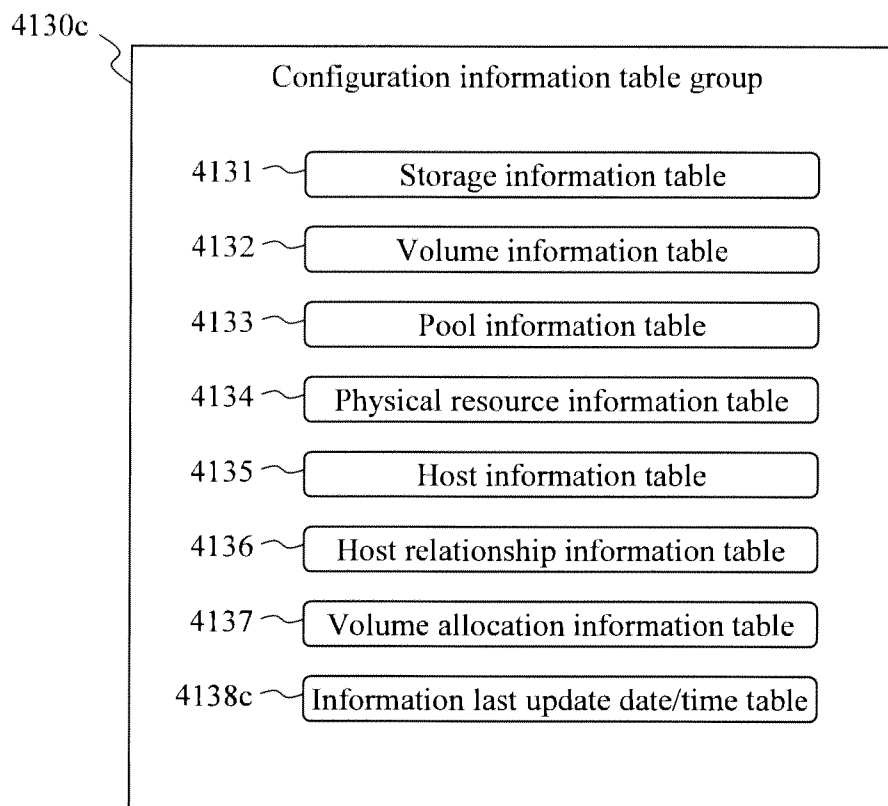 4130c
Configuration information table group
4131 Storage information table
4132 Volume information table
4133 Pool information table
4134 Physical resource information table
4135 Host information table
4136 Host relationship information table
4137 Volume allocation information table
4138c Information last update date/time table